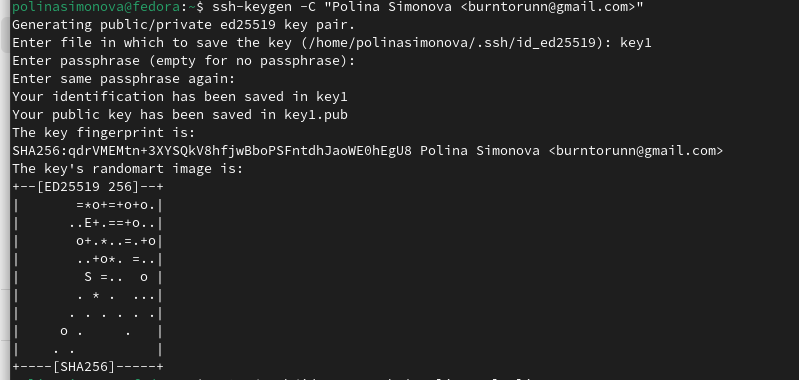 polinasimonova@fedora:~$ ssh-keygen -C "Polina Simonova <burntorunn@gmail.com>"
Generating public/private ed25519 key pair.
Enter file in which to save the key (/home/polinasimonova/.ssh/id_ed25519): key1
Enter passphrase (empty for no passphrase):
Enter same passphrase again:
Your identification has been saved in key1
Your public key has been saved in key1.pub
The key fingerprint is:
SHA256:qdrVMEMtn+3XYSQkV8hfjwBboPSFntdhJaoWE0hEgU8 Polina Simonova <burntorunn@gmail.com>
The key's randomart image is:
+--[ED25519 256]--+
|       =*o+=+o+o.|
|      ..E+.==+o..|
|       o+.*..=.+o|
|       ..+o*. =..|
|        S =..  o |
|       . * .  ...|
|      . . . . . .|
|     o .     .   |
|    . .          |
+----[SHA256]-----+